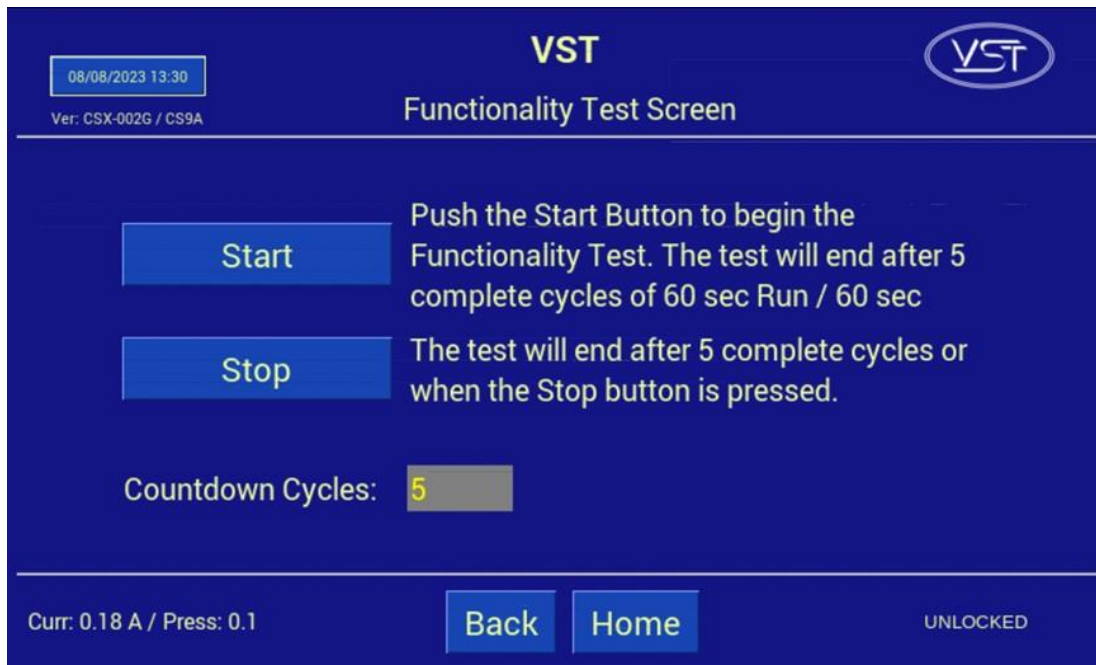 VST
VST
08/08/2023 13:30
Ver: CSX-002G / CS9A
Functionality Test Screen
Start
Push the Start Button to begin the
Functionality Test. The test will end after 5
complete cycles of 60 sec Run / 60 sec
Stop
The test will end after 5 complete cycles or
when the Stop button is pressed.
Countdown Cycles: 5
Curr: 0.18 A / Press: 0.1
Back
Home
UNLOCKED